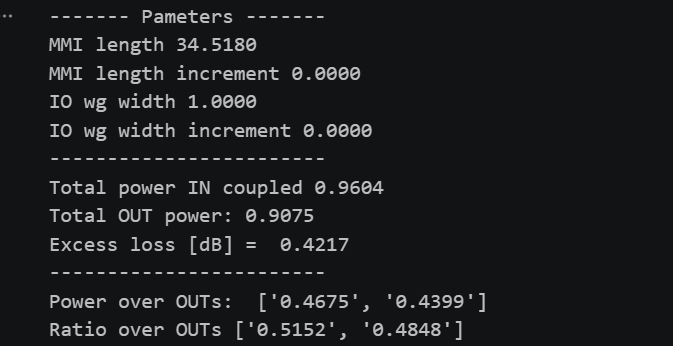 ------- Pameters -------
MMI length 34.5180
MMI length increment 0.0000
IO wg width 1.0000
IO wg width increment 0.0000
------------------------
Total power IN coupled 0.9604
Total OUT power: 0.9075
Excess loss [dB] =  0.4217
------------------------
Power over OUTs:  ['0.4675', '0.4399']
Ratio over OUTs ['0.5152', '0.4848']